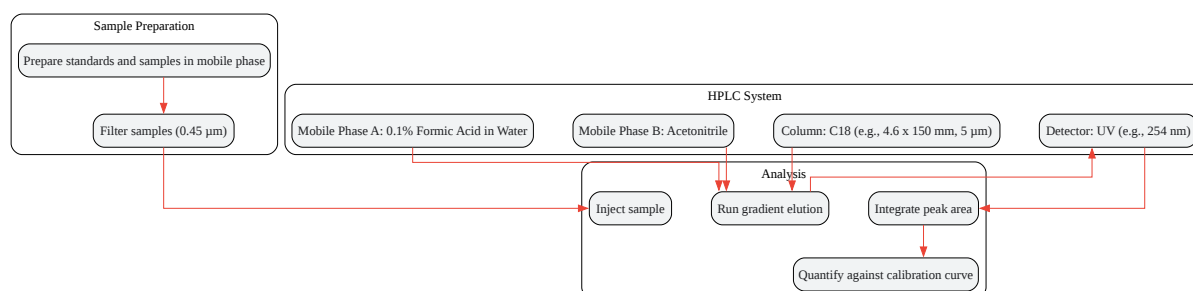 Sample Preparation
Prepare standards and samples in mobile phase
Filter samples (0.45 µm)
HPLC System
Mobile Phase A: 0.1% Formic Acid in Water
Mobile Phase B: Acetonitrile
Column: C18 (e.g., 4.6 x 150 mm, 5 µm)
Detector: UV (e.g., 254 nm)
Analysis
Inject sample
Run gradient elution
Integrate peak area
Quantify against calibration curve